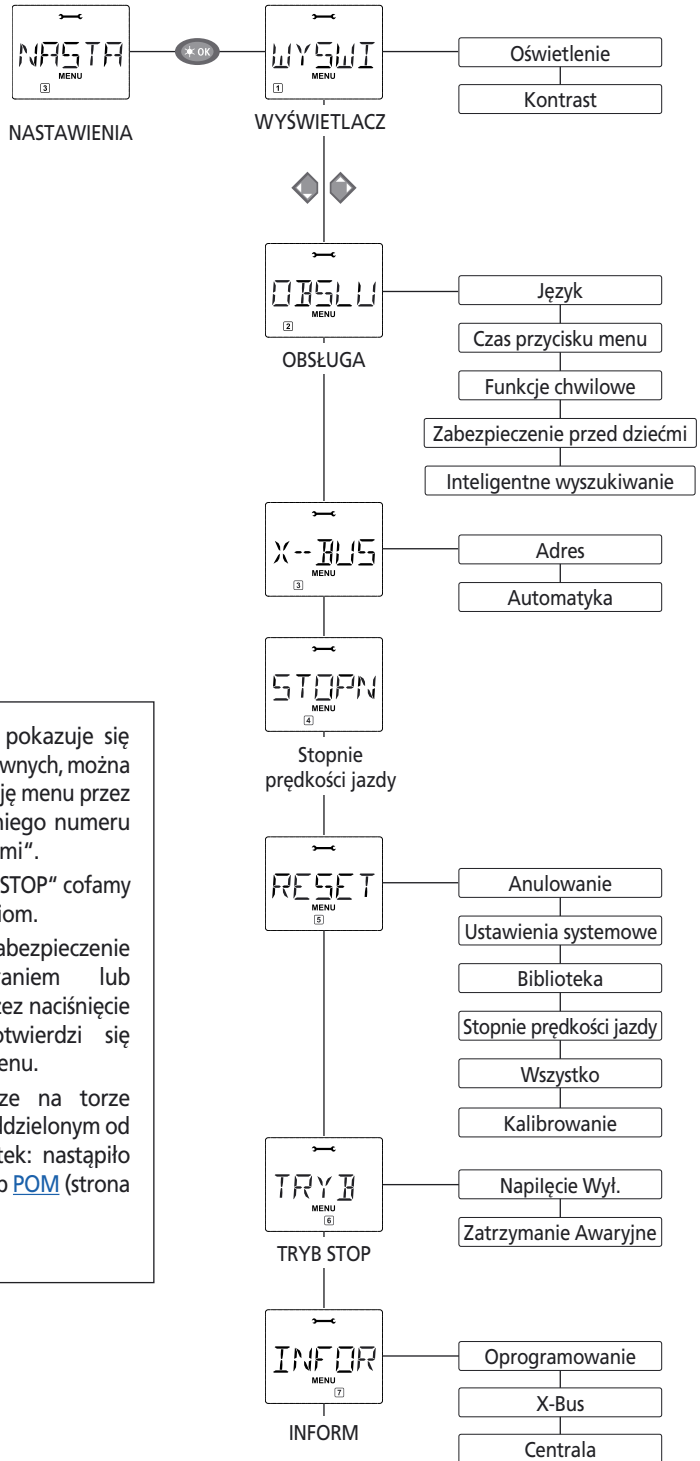 NASTA
MENU
3
NASTAWIENIA
OK
WYSWI
MENU
1
WYŚWIETLACZ
Oświetlenie
Kontrast
OBSLU
MENU
2
OBSŁUGA
Język
Czas przycisku menu
Funkcje chwilowe
Zabezpieczenie przed dziećmi
Inteligentne wyszukiwanie
X--BUS
MENU
3
Adres
Automatyka
STOPN
MENU
4
Stopnie
prędkości jazdy
RESET
MENU
5
Anulowanie
Ustawienia systemowe
Biblioteka
Stopnie prędkości jazdy
Wszystko
Kalibrowanie
TRYB
MENU
6
TRYB STOP
Napilęcie Wył.
Zatrzymanie Awaryjne
INFOR
MENU
7
INFORM
Oprogramowanie
X-Bus
Centrala
pokazuje się
wnych, można
ję menu przez
niego numeru
mi“.
STOP“ cofamy
iom.
abezpieczenie
waniem lub
zez naciśnięcie
otwierdzi się
enu.
ze na torze
ddzielonym od
tek: nastąpiło
b POM (strona